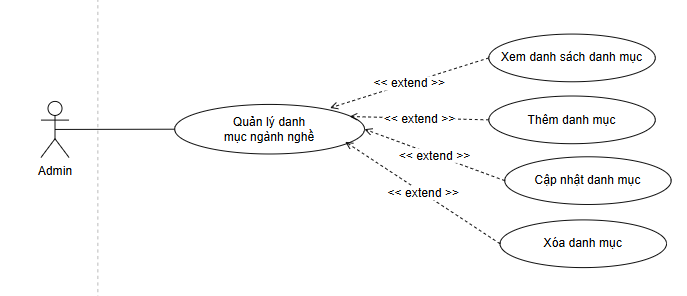 Xem danh sách danh mục
<< extend >>
Quản lý danh
mục ngành nghề
<< extend >>
Thêm danh mục
<< extend >>
Admin
Cập nhật danh mục
<< extend >>
Xóa danh mục